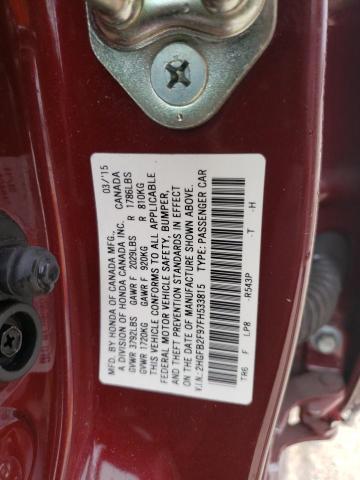 MFD. BY HONDA OF CANADA MFG. 03/15
A DIVISION OF HONDA CANADA INC. CANADA
GVWR 3792LBS GAWR F 2029LBS R 1786LBS
GVWR 1720KG GAWR F 920KG R 810KG
THIS VEHICLE CONFORMS TO ALL APPLICABLE
FEDERAL MOTOR VEHICLE SAFETY, BUMPER,
AND THEFT PREVENTION STANDARDS IN EFFECT
ON THE DATE OF MANUFACTURE SHOWN ABOVE.
V.I.N.: 2HGFB2F97FH533815 TYPE: PASSENGER CAR
TR6 F LP8 -R543P -T -H